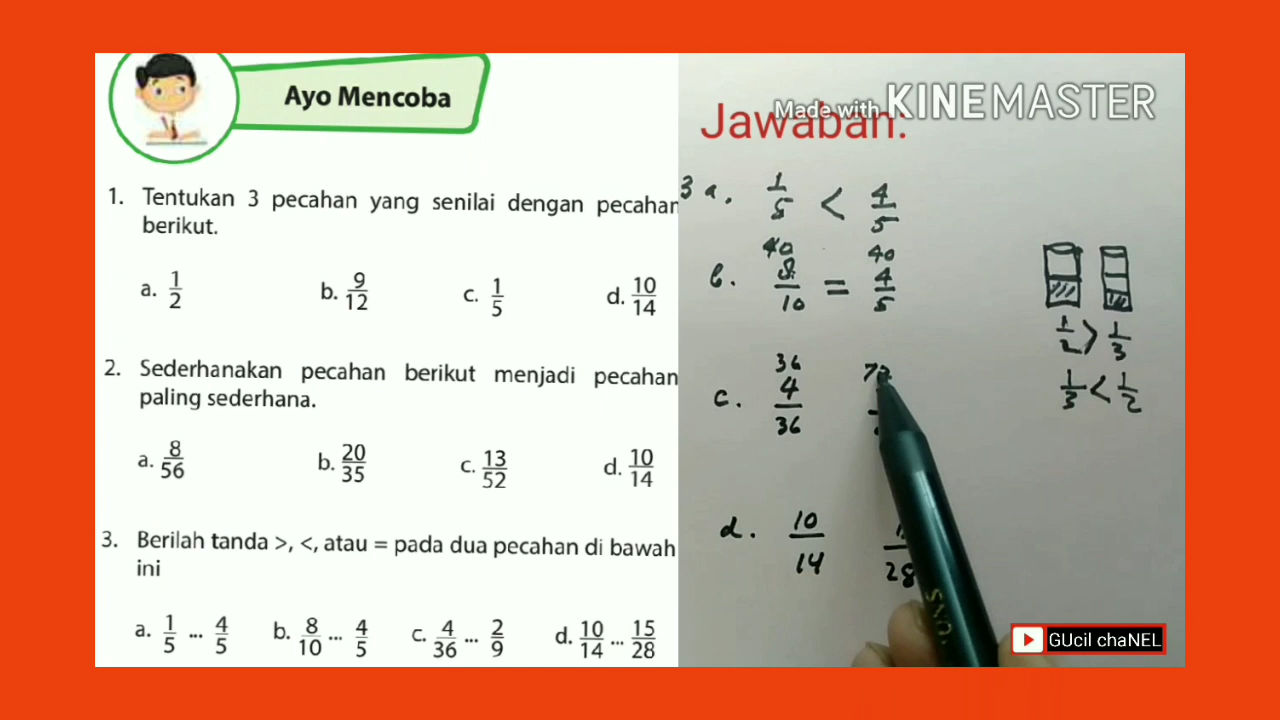 Ayo Mencoba
1. Tentukan 3 pecahan yang senilai dengan pecahan
berikut.
a. 1/2 b. 9/12 c. 1/5 d. 10/14
2. Sederhanakan pecahan berikut menjadi pecahan
paling sederhana.
a. 8/56 b. 20/35 c. 13/52 d. 10/14
3. Berilah tanda >, <, atau = pada dua pecahan di bawah
ini
a. 1/5 ... 4/5 b. 8/10 ... 4/5 c. 4/36 ... 2/9 d. 10/14 ... 15/28
Made with KINEMASTER
Jawaban:
3 a. 1/5 < 4/5
40 40
b. 8/10 = 4/5
36
c. 4/36
d. 10/14 28
1/2 > 1/3
1/3 < 1/2
GUcil chaNEL